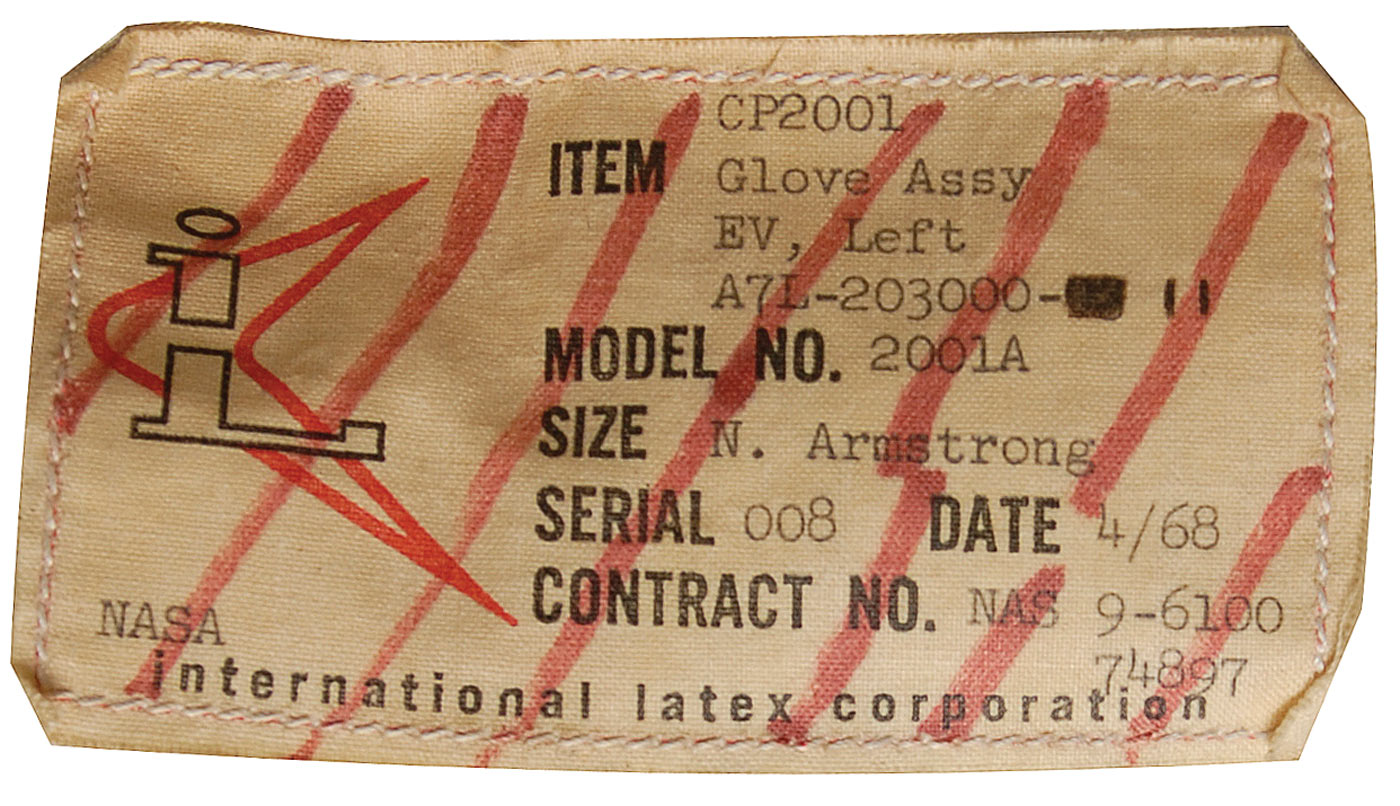 CP2001
ITEM Glove Assy
EV, Left
A7L-203000- 11
MODEL NO. 2001A
SIZE N. Armstrong
SERIAL 008 DATE 4/68
CONTRACT NO. NAS 9-6100
NASA
74897
international latex corporation